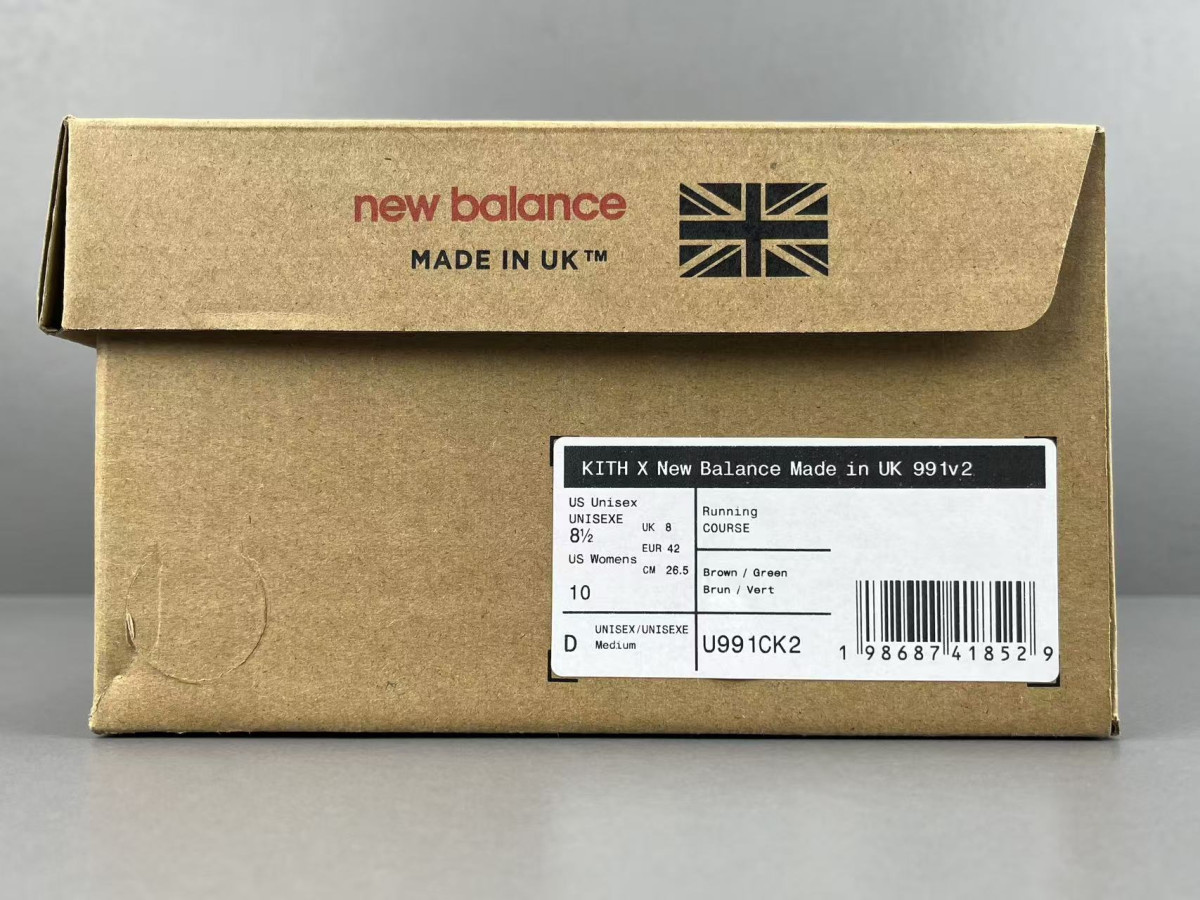 new balance
MADE IN UK™
KITH X New Balance Made in UK 991v2
US Unisex
UNISEXE
8½
UK 8
EUR 42
US Womens
CM 26.5
10
D
UNISEX/UNISEXE
Medium
Running
COURSE
Brown / Green
Brun / Vert
U991CK2
1 98687 41852 9